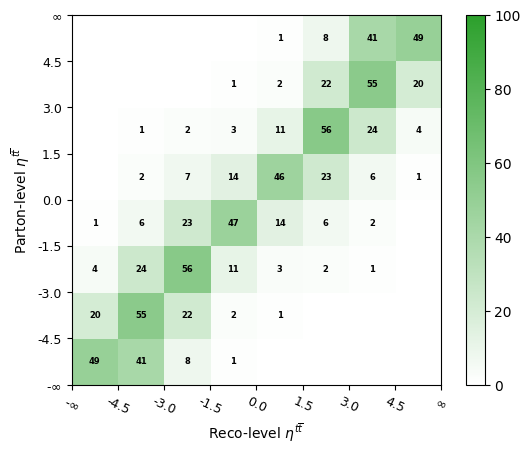 ∞ 1 8 41 49 100
4.5 1 2 22 55 20 80
3.0 1 2 3 11 56 24 4
1.5 2 7 14 46 23 6 1 60
0.0 1 6 23 47 14 6 2 40
-1.5 4 24 56 11 3 2 1
-3.0 20 55 22 2 1 20
-4.5 49 41 8 1
-∞ 0
-∞ -4.5 -3.0 -1.5 0.0 1.5 3.0 4.5 ∞
Parton-level η^{tt̅}
Reco-level η^{tt̅}